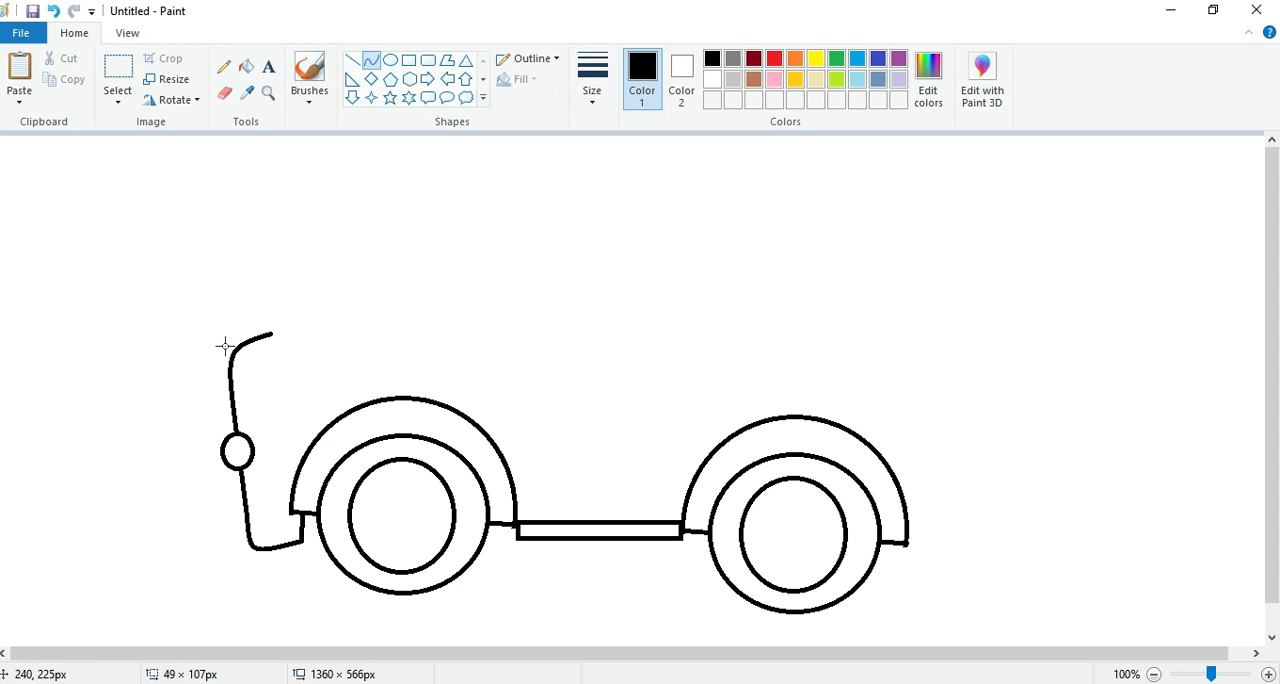 Untitled - Paint
File Home View
Paste Cut Copy Clipboard
Select Crop Resize Rotate Image
Tools
Brushes
Shapes
Outline Fill
Size
Color 1
Color 2
Edit colors
Colors
Edit with Paint 3D
240, 225px 49 × 107px 1360 × 566px 100%